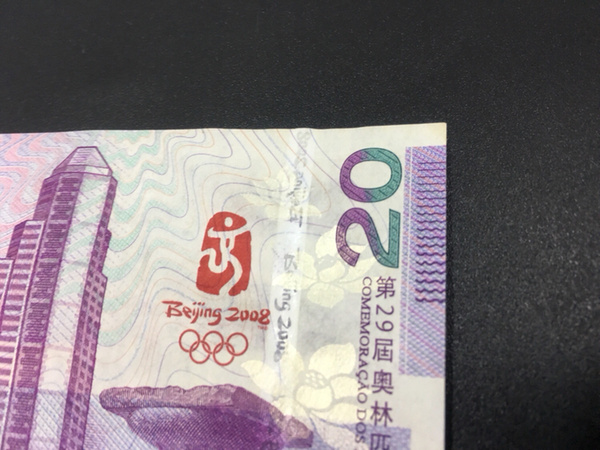 Beijing 2008
20
第29屆奧林匹
COMEMORAÇÃO DOS